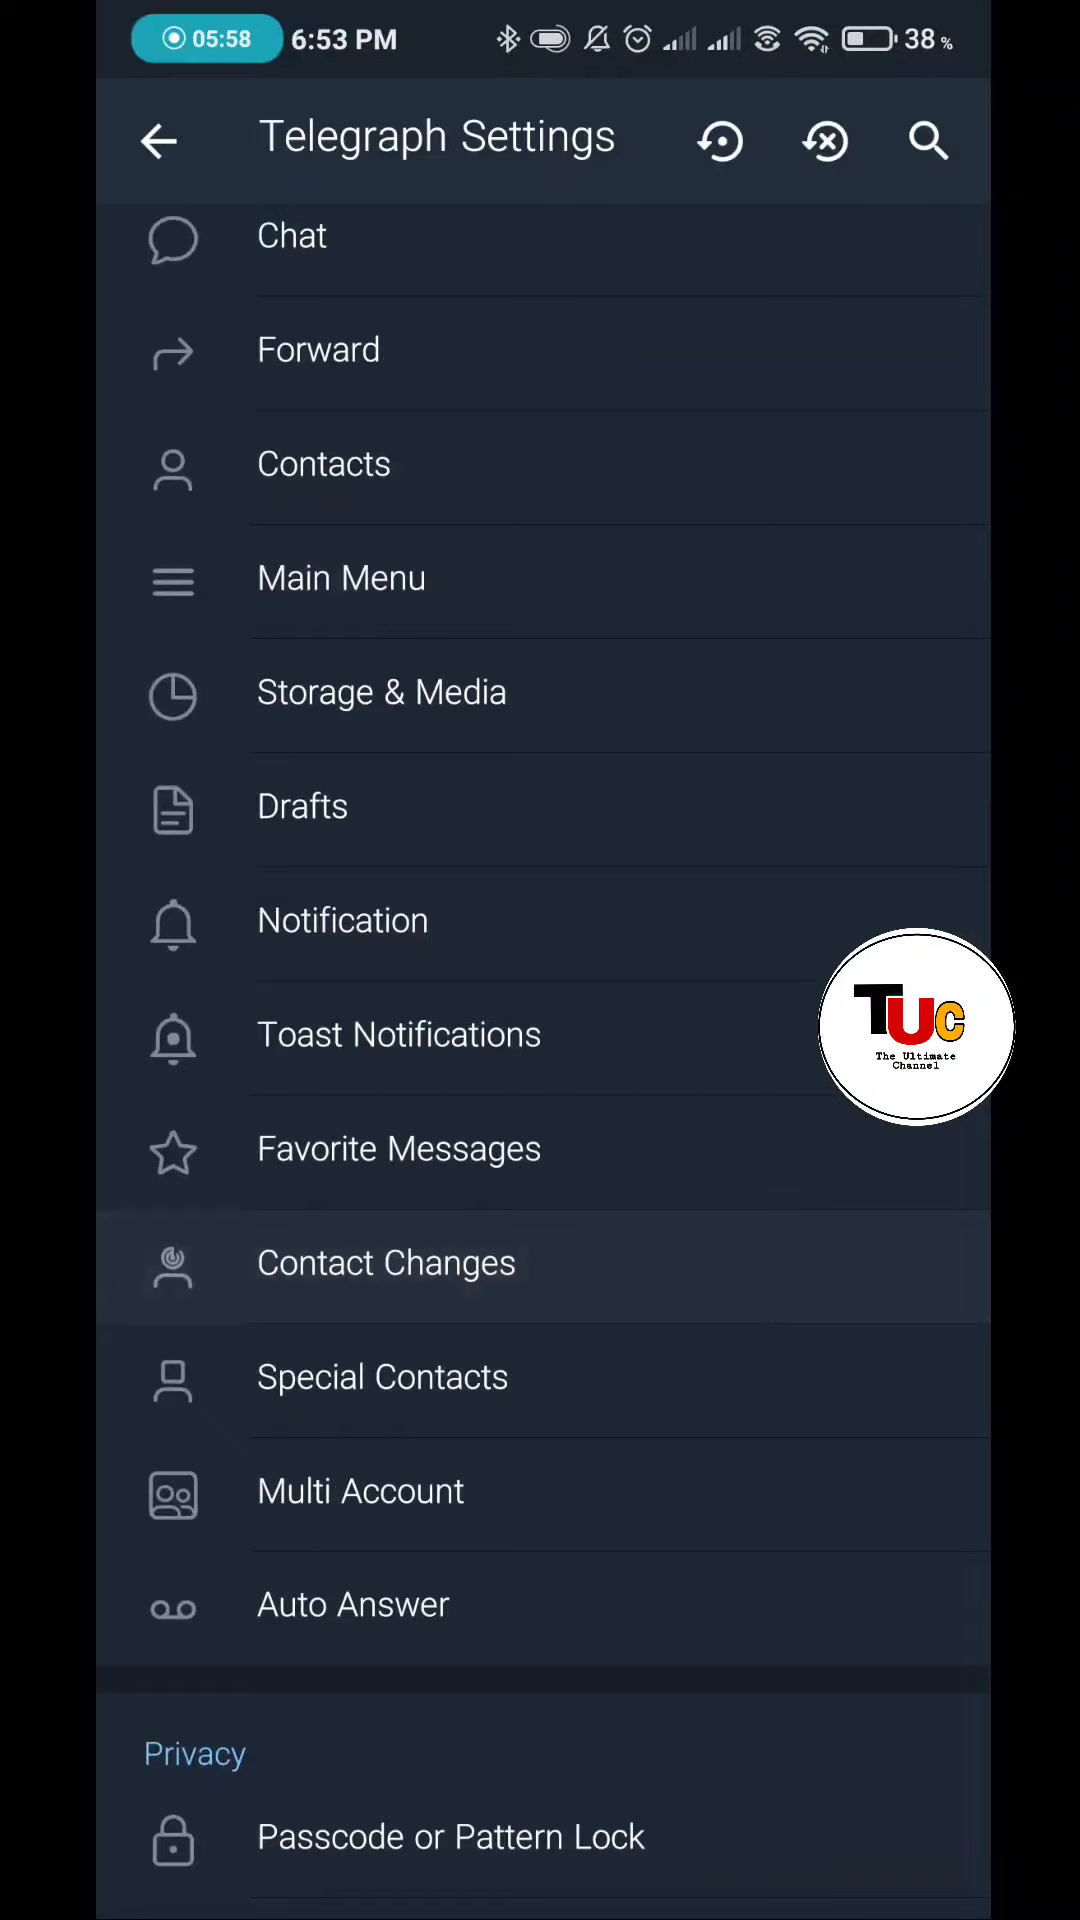 05:58 6:53 PM 38 %
Telegraph Settings
Chat
Forward
Contacts
Main Menu
Storage & Media
Drafts
Notification
TUC
The Ultimate
Channel
Toast Notifications
Favorite Messages
Contact Changes
Special Contacts
Multi Account
Auto Answer
Privacy
Passcode or Pattern Lock